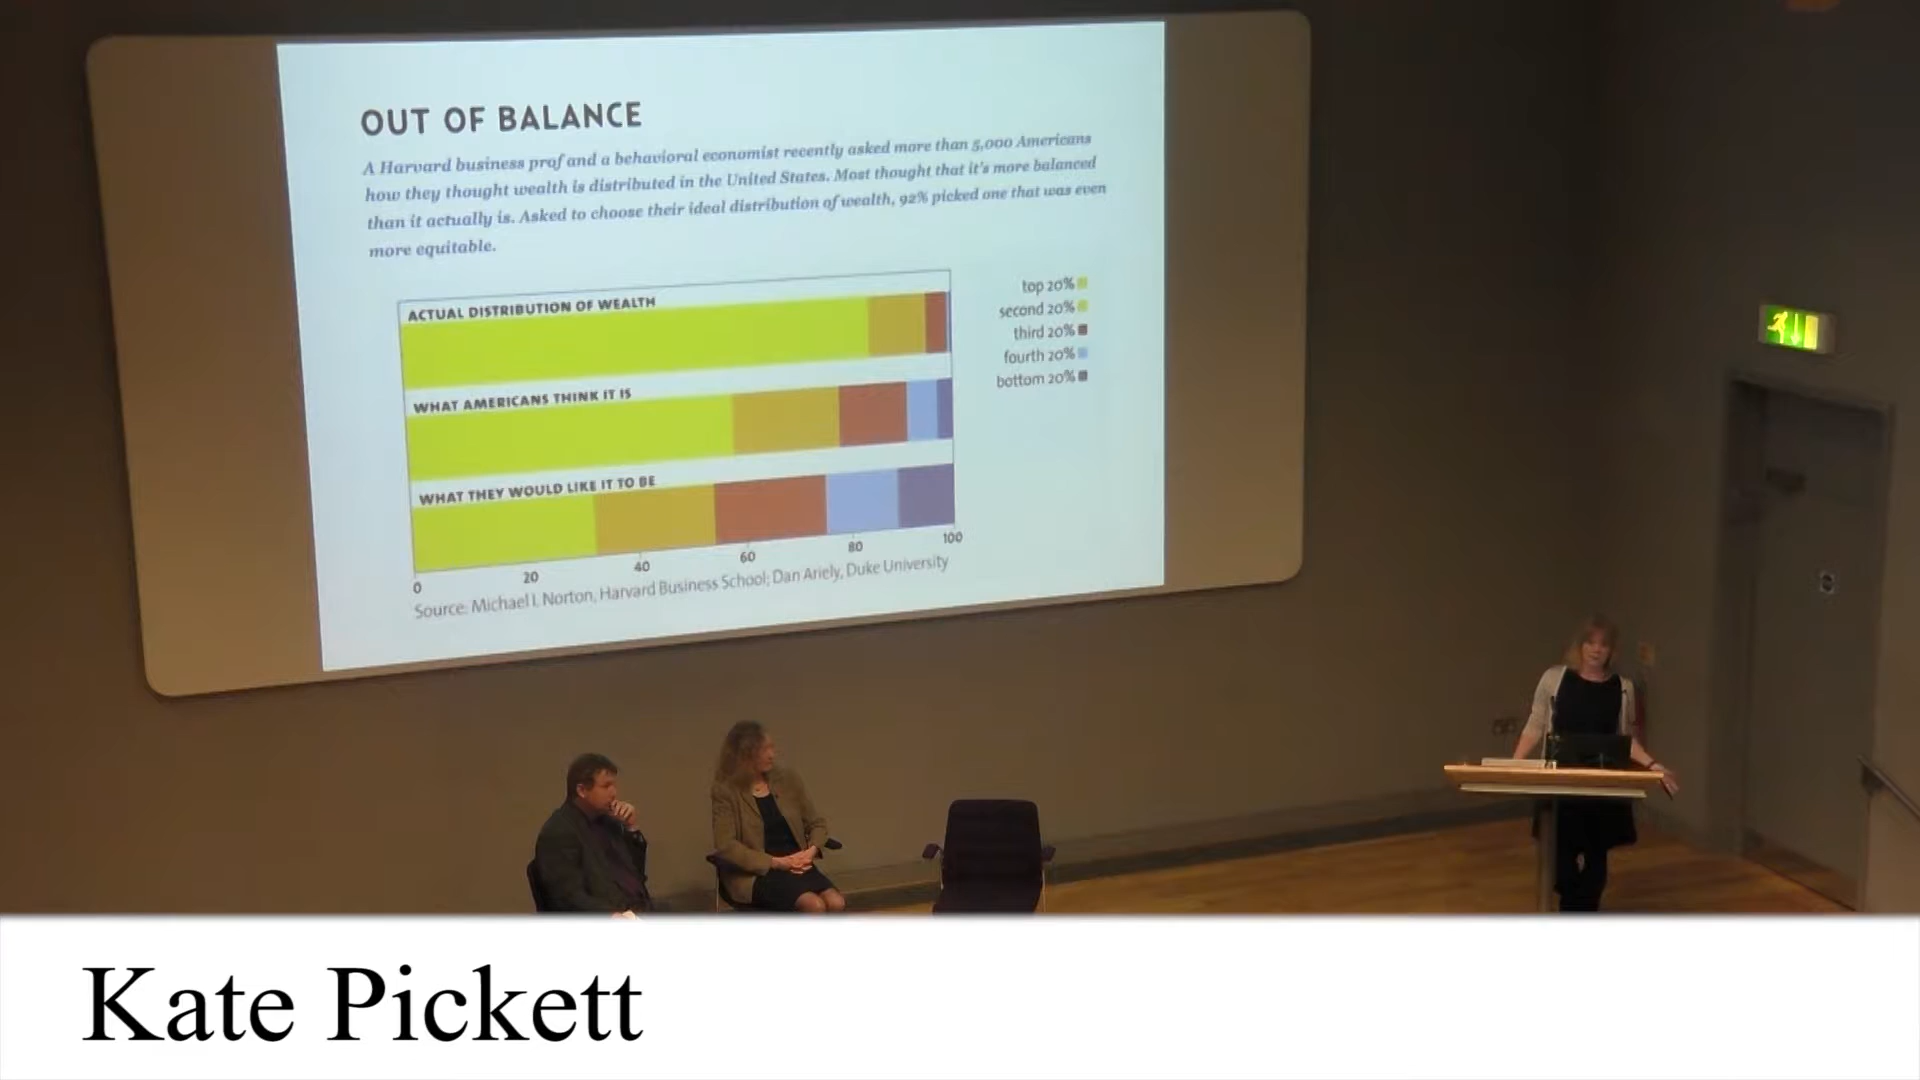 OUT OF BALANCE
A Harvard business prof and a behavioral economist recently asked more than 5,000 Americans
how they thought wealth is distributed in the United States. Most thought that it's more balanced
than it actually is. Asked to choose their ideal distribution of wealth, 92% picked one that was even
more equitable.
ACTUAL DISTRIBUTION OF WEALTH
WHAT AMERICANS THINK IT IS
WHAT THEY WOULD LIKE IT TO BE
0 20 40 60 80 100
top 20%
second 20%
third 20%
fourth 20%
bottom 20%
Source: Michael I. Norton, Harvard Business School; Dan Ariely, Duke University
Kate Pickett